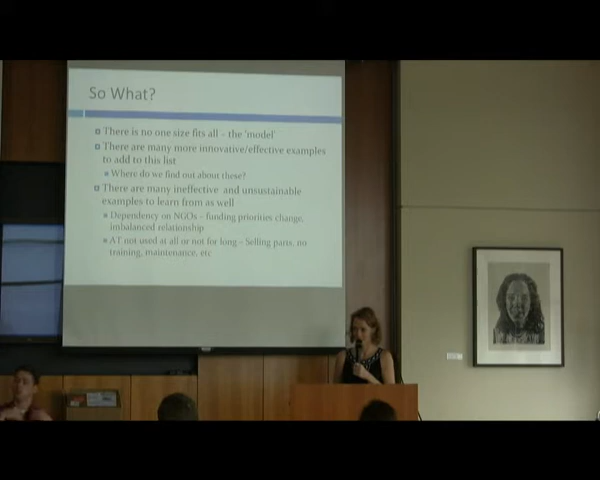 So What?
There is no one size fits all – the 'model'
There are many more innovative/effective examples
to add to this list
Where do we find out about these?
There are many ineffective and unsustainable
examples to learn from as well
Dependency on NGOs – funding priorities change,
imbalanced relationship
AT not used at all or not for long – Selling parts, no
training, maintenance, etc